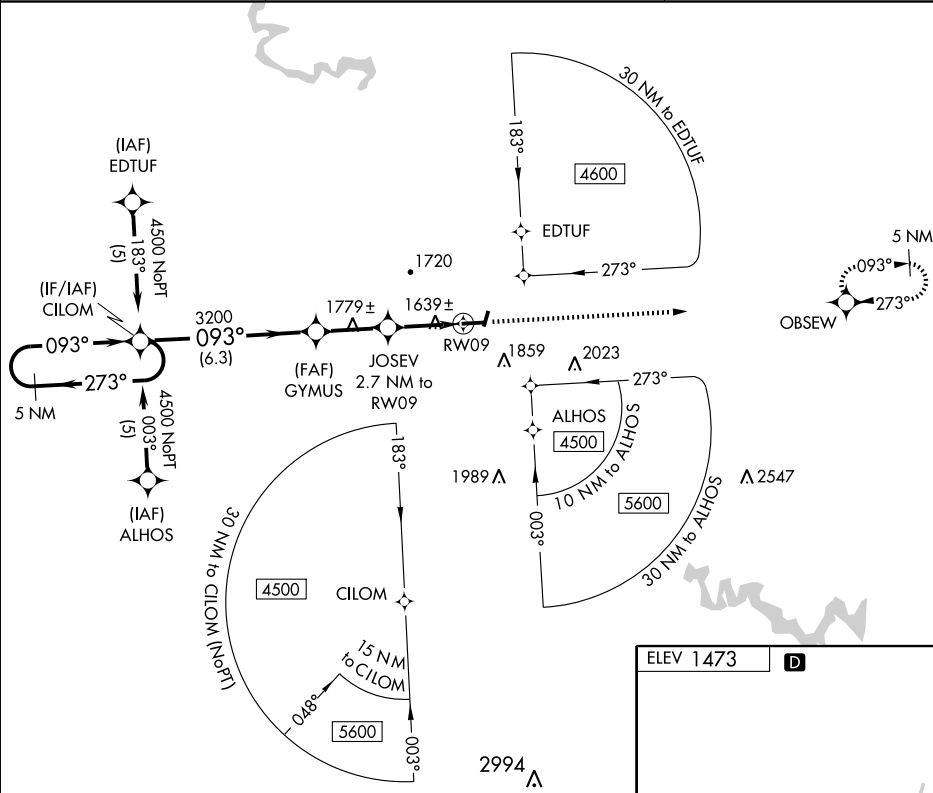 (IAF)
EDTUF
4500 NoPT
183°
(5)
(IF/IAF)
CILOM
093°
273°
5 NM
3200
093°
(6.3)
4500 NoPT
003°
(5)
(IAF)
ALHOS
1720
1779 ±
1639 ±
(FAF)
GYMUS
JOSEV
2.7 NM to
RW09
RW09
1859
2023
30 NM to EDTUF
183°
4600
EDTUF
273°
5 NM
093°
273°
OBSEW
273°
ALHOS
4500
10 NM to ALHOS
5600
003°
30 NM to ALHOS
1989
2547
183°
30 NM to CILOM (NoPT)
4500
CILOM
15 NM
to CILOM
048°
5600
003°
2994
ELEV 1473
D